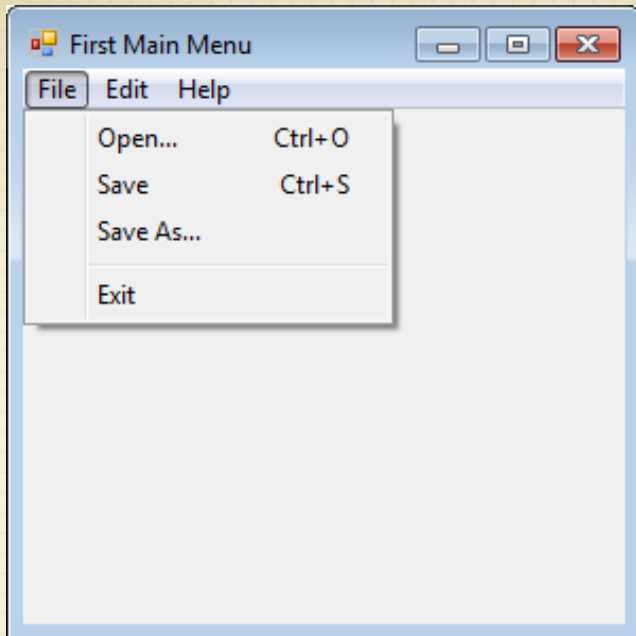 First Main Menu
File Edit Help
Open... Ctrl+O
Save Ctrl+S
Save As...
Exit